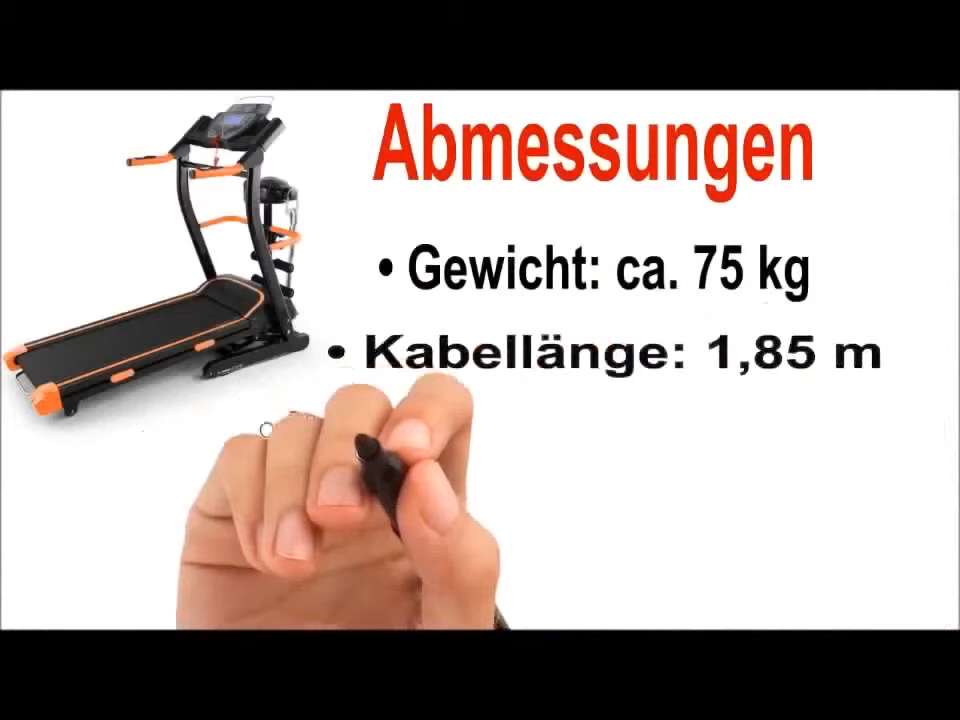 Abmessungen
• Gewicht: ca. 75 kg
• Kabellänge: 1,85 m